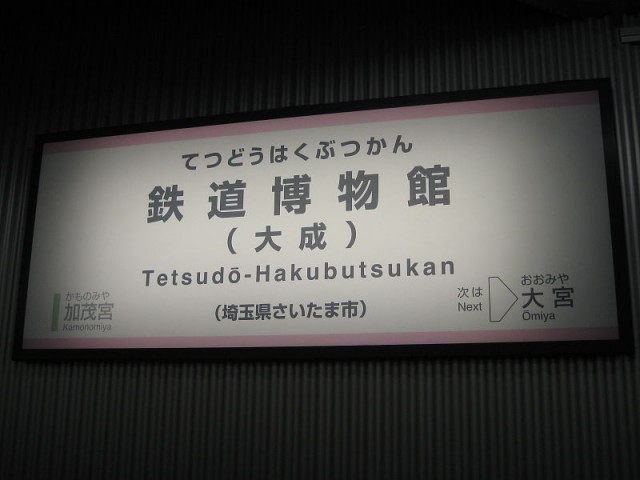 てつどうはくぶつかん
鉄道博物館
（大成）
Tetsudō-Hakubutsukan
（埼玉県さいたま市）
かものみや
加茂宮
Kamonomiya
次は
Next
おおみや
大宮
Ōmiya